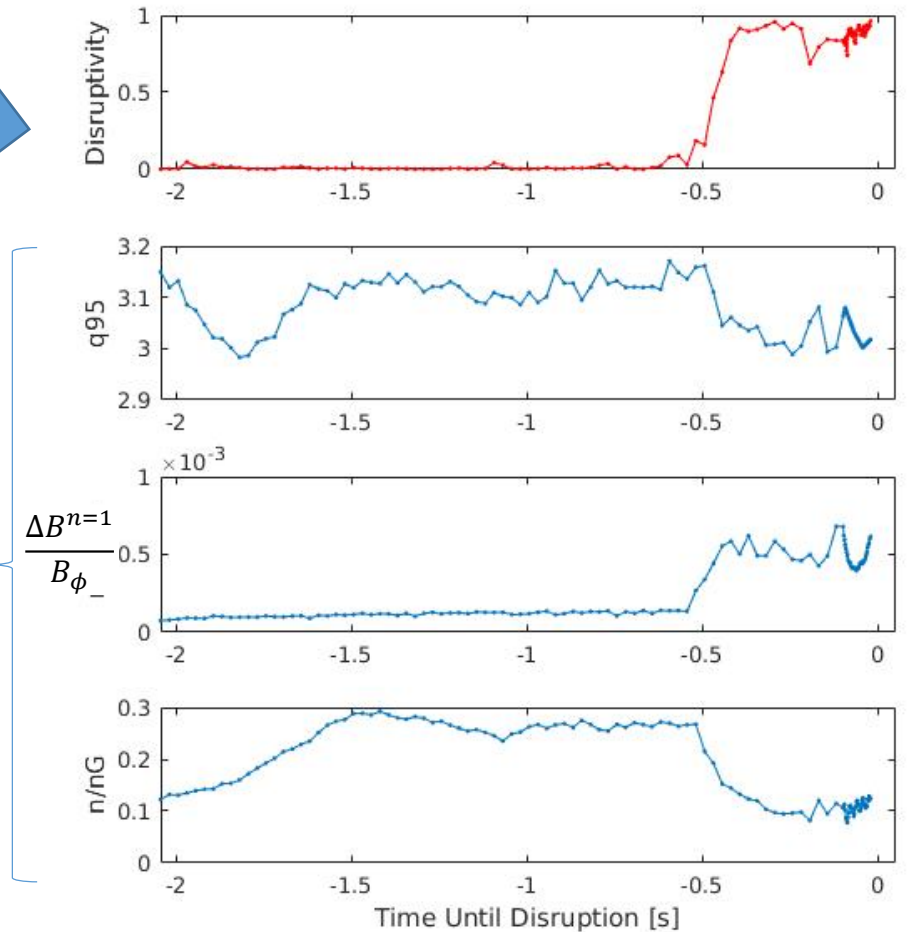 Disruptivity
1
0.5
0
-2 -1.5 -1 -0.5 0
q95
3.2
3.1
3
2.9
-2 -1.5 -1 -0.5 0
×10⁻³
ΔBⁿ⁼¹
B_ϕ_
1
0.5
0
-2 -1.5 -1 -0.5 0
n/nG
0.3
0.2
0.1
0
-2 -1.5 -1 -0.5 0
Time Until Disruption [s]